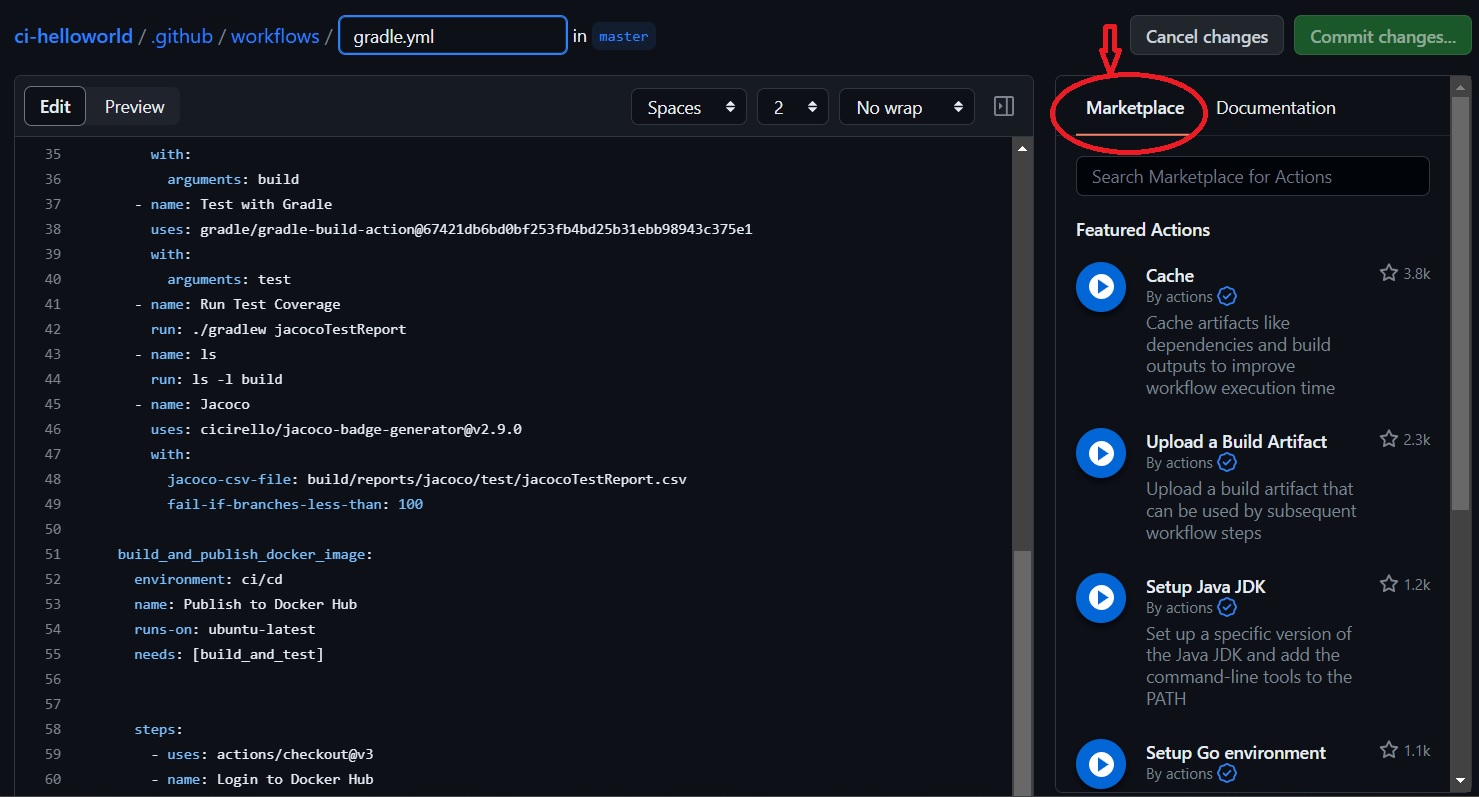 ci-helloworld / .github / workflows / gradle.yml in master
Cancel changes
Commit changes...
Edit
Preview
Spaces
2
No wrap
35 with:
36 arguments: build
37 - name: Test with Gradle
38 uses: gradle/gradle-build-action@67421db6bd0bf253fb4bd25b31ebb98943c375e1
39 with:
40 arguments: test
41 - name: Run Test Coverage
42 run: ./gradlew jacocoTestReport
43 - name: ls
44 run: ls -l build
45 - name: Jacoco
46 uses: cicirello/jacoco-badge-generator@v2.9.0
47 with:
48 jacoco-csv-file: build/reports/jacoco/test/jacocoTestReport.csv
49 fail-if-branches-less-than: 100
50
51 build_and_publish_docker_image:
52 environment: ci/cd
53 name: Publish to Docker Hub
54 runs-on: ubuntu-latest
55 needs: [build_and_test]
56
57
58 steps:
59 - uses: actions/checkout@v3
60 - name: Login to Docker Hub
Marketplace
Documentation
Search Marketplace for Actions
Featured Actions
Cache
3.8k
By actions
Cache artifacts like
dependencies and build
outputs to improve
workflow execution time
Upload a Build Artifact
2.3k
By actions
Upload a build artifact that
can be used by subsequent
workflow steps
Setup Java JDK
1.2k
By actions
Set up a specific version of
the Java JDK and add the
command-line tools to the
PATH
Setup Go environment
1.1k
By actions